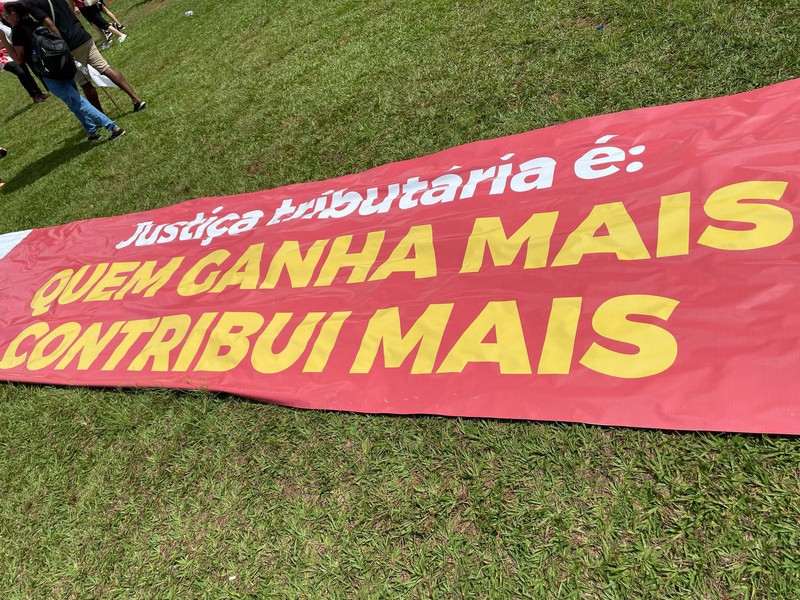 Justiça tributária é:
QUEM GANHA MAIS
CONTRIBUI MAIS